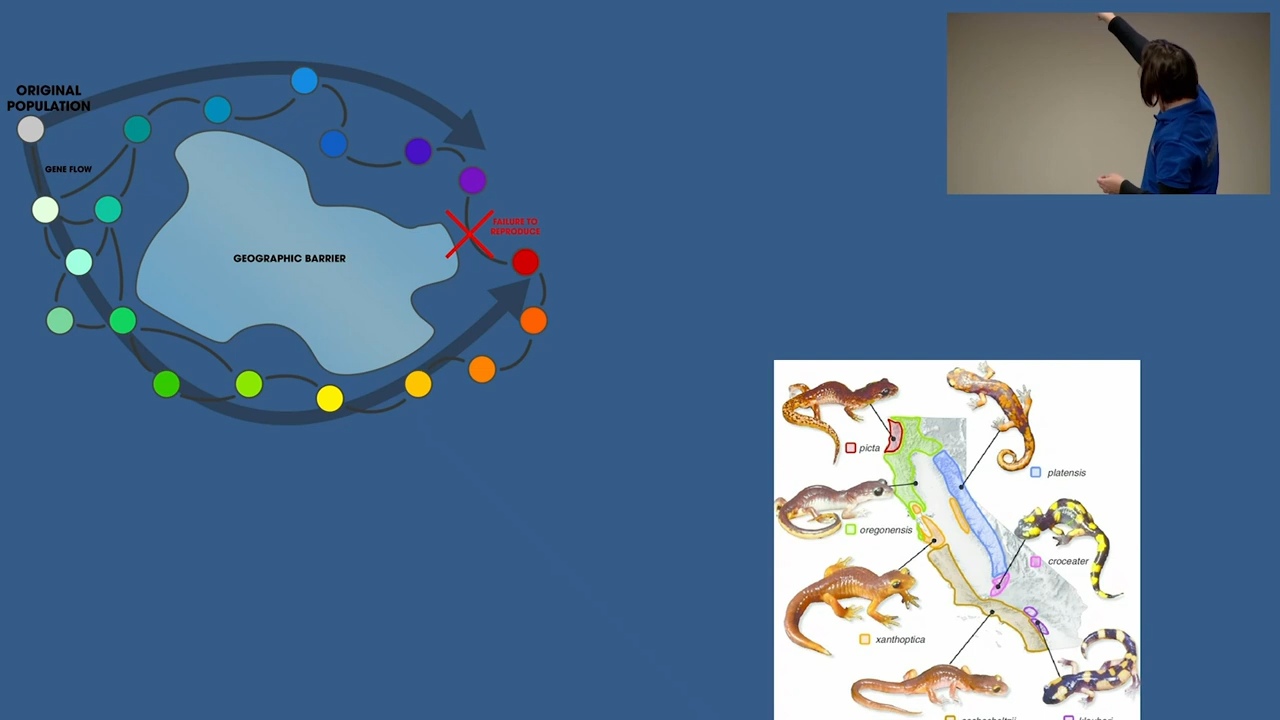 ORIGINAL
POPULATION
GENE FLOW
GEOGRAPHIC BARRIER
FAILURE TO
REPRODUCE
picta
platensis
oregonensis
croceater
xanthoptica